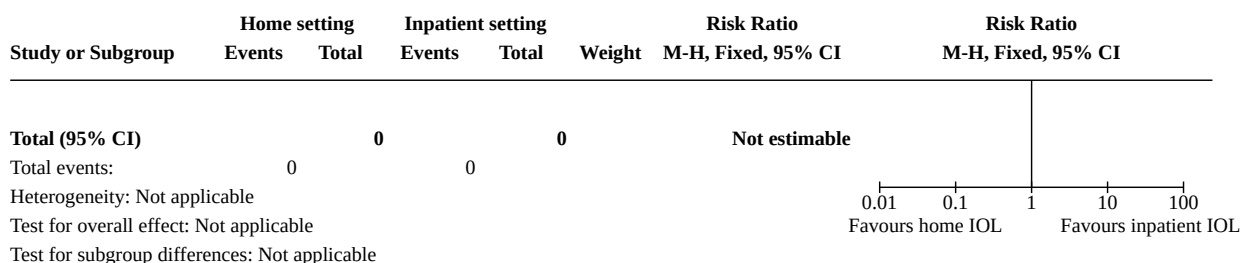 Home setting Inpatient setting Risk Ratio Risk Ratio
Study or Subgroup Events Total Events Total Weight M-H, Fixed, 95% CI M-H, Fixed, 95% CI
Total (95% CI) 0 0 Not estimable
Total events: 0 0
Heterogeneity: Not applicable
0.01 0.1 1 10 100
Test for overall effect: Not applicable Favours home IOL Favours inpatient IOL
Test for subgroup differences: Not applicable